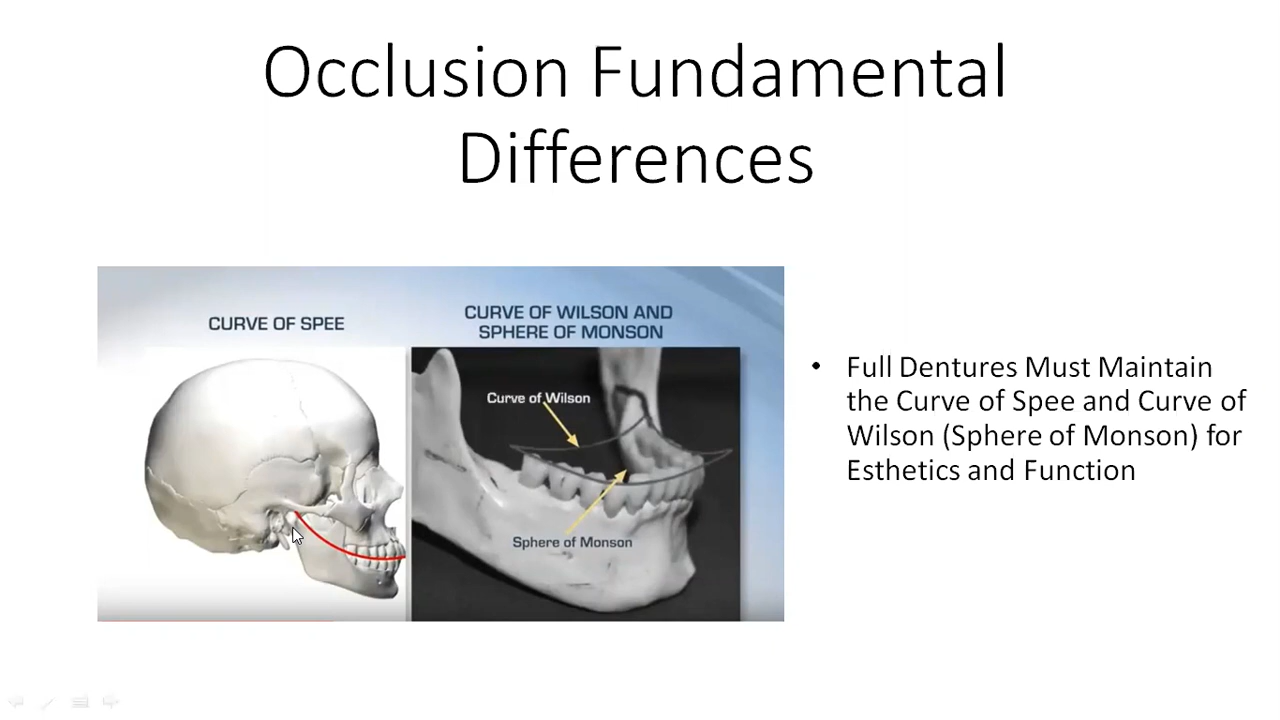 Occlusion Fundamental
Differences
CURVE OF SPEE
CURVE OF WILSON AND
SPHERE OF MONSON
Curve of Wilson
Sphere of Monson
• Full Dentures Must Maintain
the Curve of Spee and Curve of
Wilson (Sphere of Monson) for
Esthetics and Function